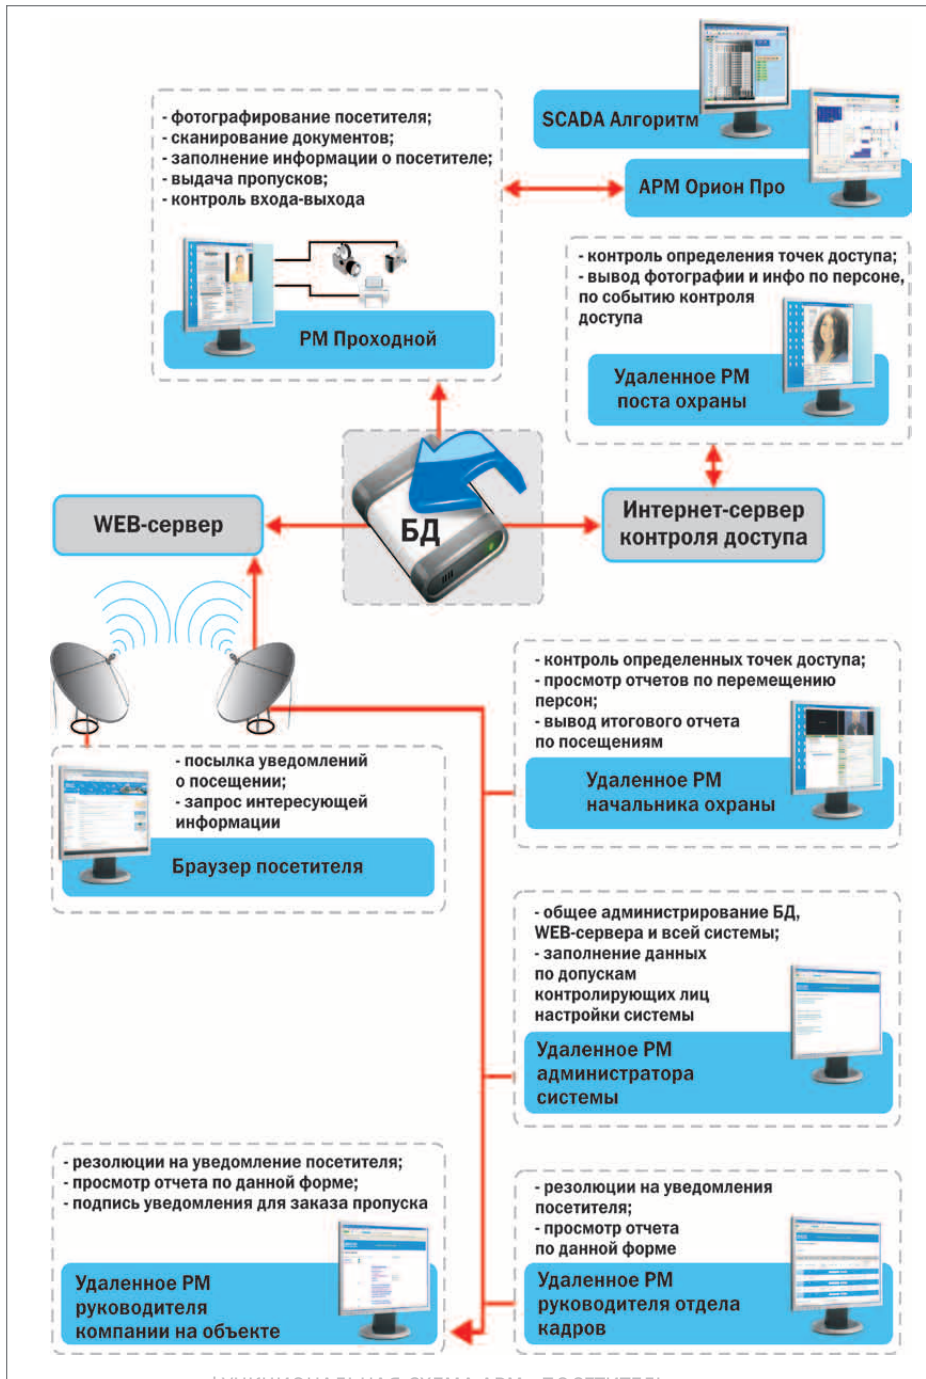 - фотографирование посетителя;
- сканирование документов;
- заполнение информации о посетителе;
- выдача пропусков;
- контроль входа-выхода
РМ Проходной
SCADA Алгоритм
АРМ Орион Про
- контроль определения точек доступа;
- вывод фотографии и инфо по персоне,
по событию контроля
доступа
Удаленное РМ
поста охраны
WEB-сервер
БД
Интернет-сервер
контроля доступа
- посылка уведомлений
о посещении;
- запрос интересующей
информации
Браузер посетителя
- контроль определенных точек доступа;
- просмотр отчетов по перемещению
персон;
- вывод итогового отчета
по посещениям
Удаленное РМ
начальника охраны
- общее администрирование БД,
WEB-сервера и всей системы;
- заполнение данных
по допускам
контролирующих лиц
настройки системы
Удаленное РМ
администратора
системы
- резолюции на уведомление посетителя;
- просмотр отчета по данной форме;
- подпись уведомления для заказа пропуска
Удаленное РМ
руководителя
компании на объекте
- резолюции на уведомления
посетителя;
- просмотр отчета
по данной форме
Удаленное РМ
руководителя отдела
кадров